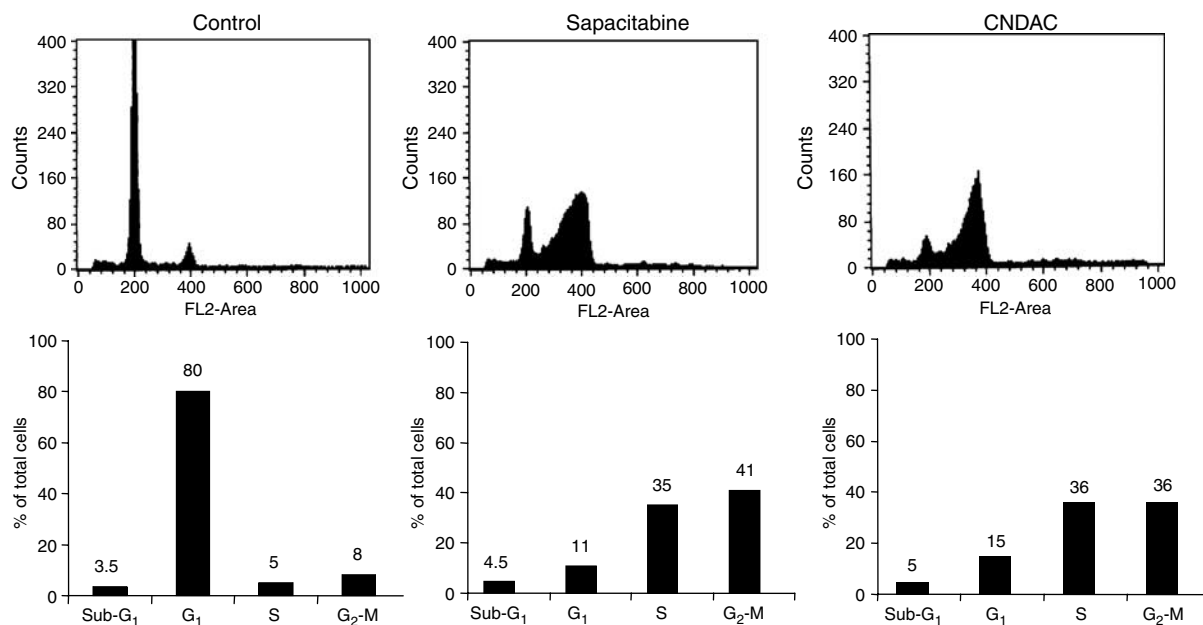 Control
Counts
400
320
240
160
80
0
0 200 400 600 800 1000
FL2-Area
Sapacitabine
Counts
400
320
240
160
80
0
0 200 400 600 800 1000
FL2-Area
CNDAC
Counts
400
320
240
160
80
0
0 200 400 600 800 1000
FL2-Area
% of total cells
100
80
60
40
20
0
3.5 80 5 8
Sub-G₁ G₁ S G₂-M
% of total cells
100
80
60
40
20
0
4.5 11 35 41
Sub-G₁ G₁ S G₂-M
% of total cells
100
80
60
40
20
0
5 15 36 36
Sub-G₁ G₁ S G₂-M